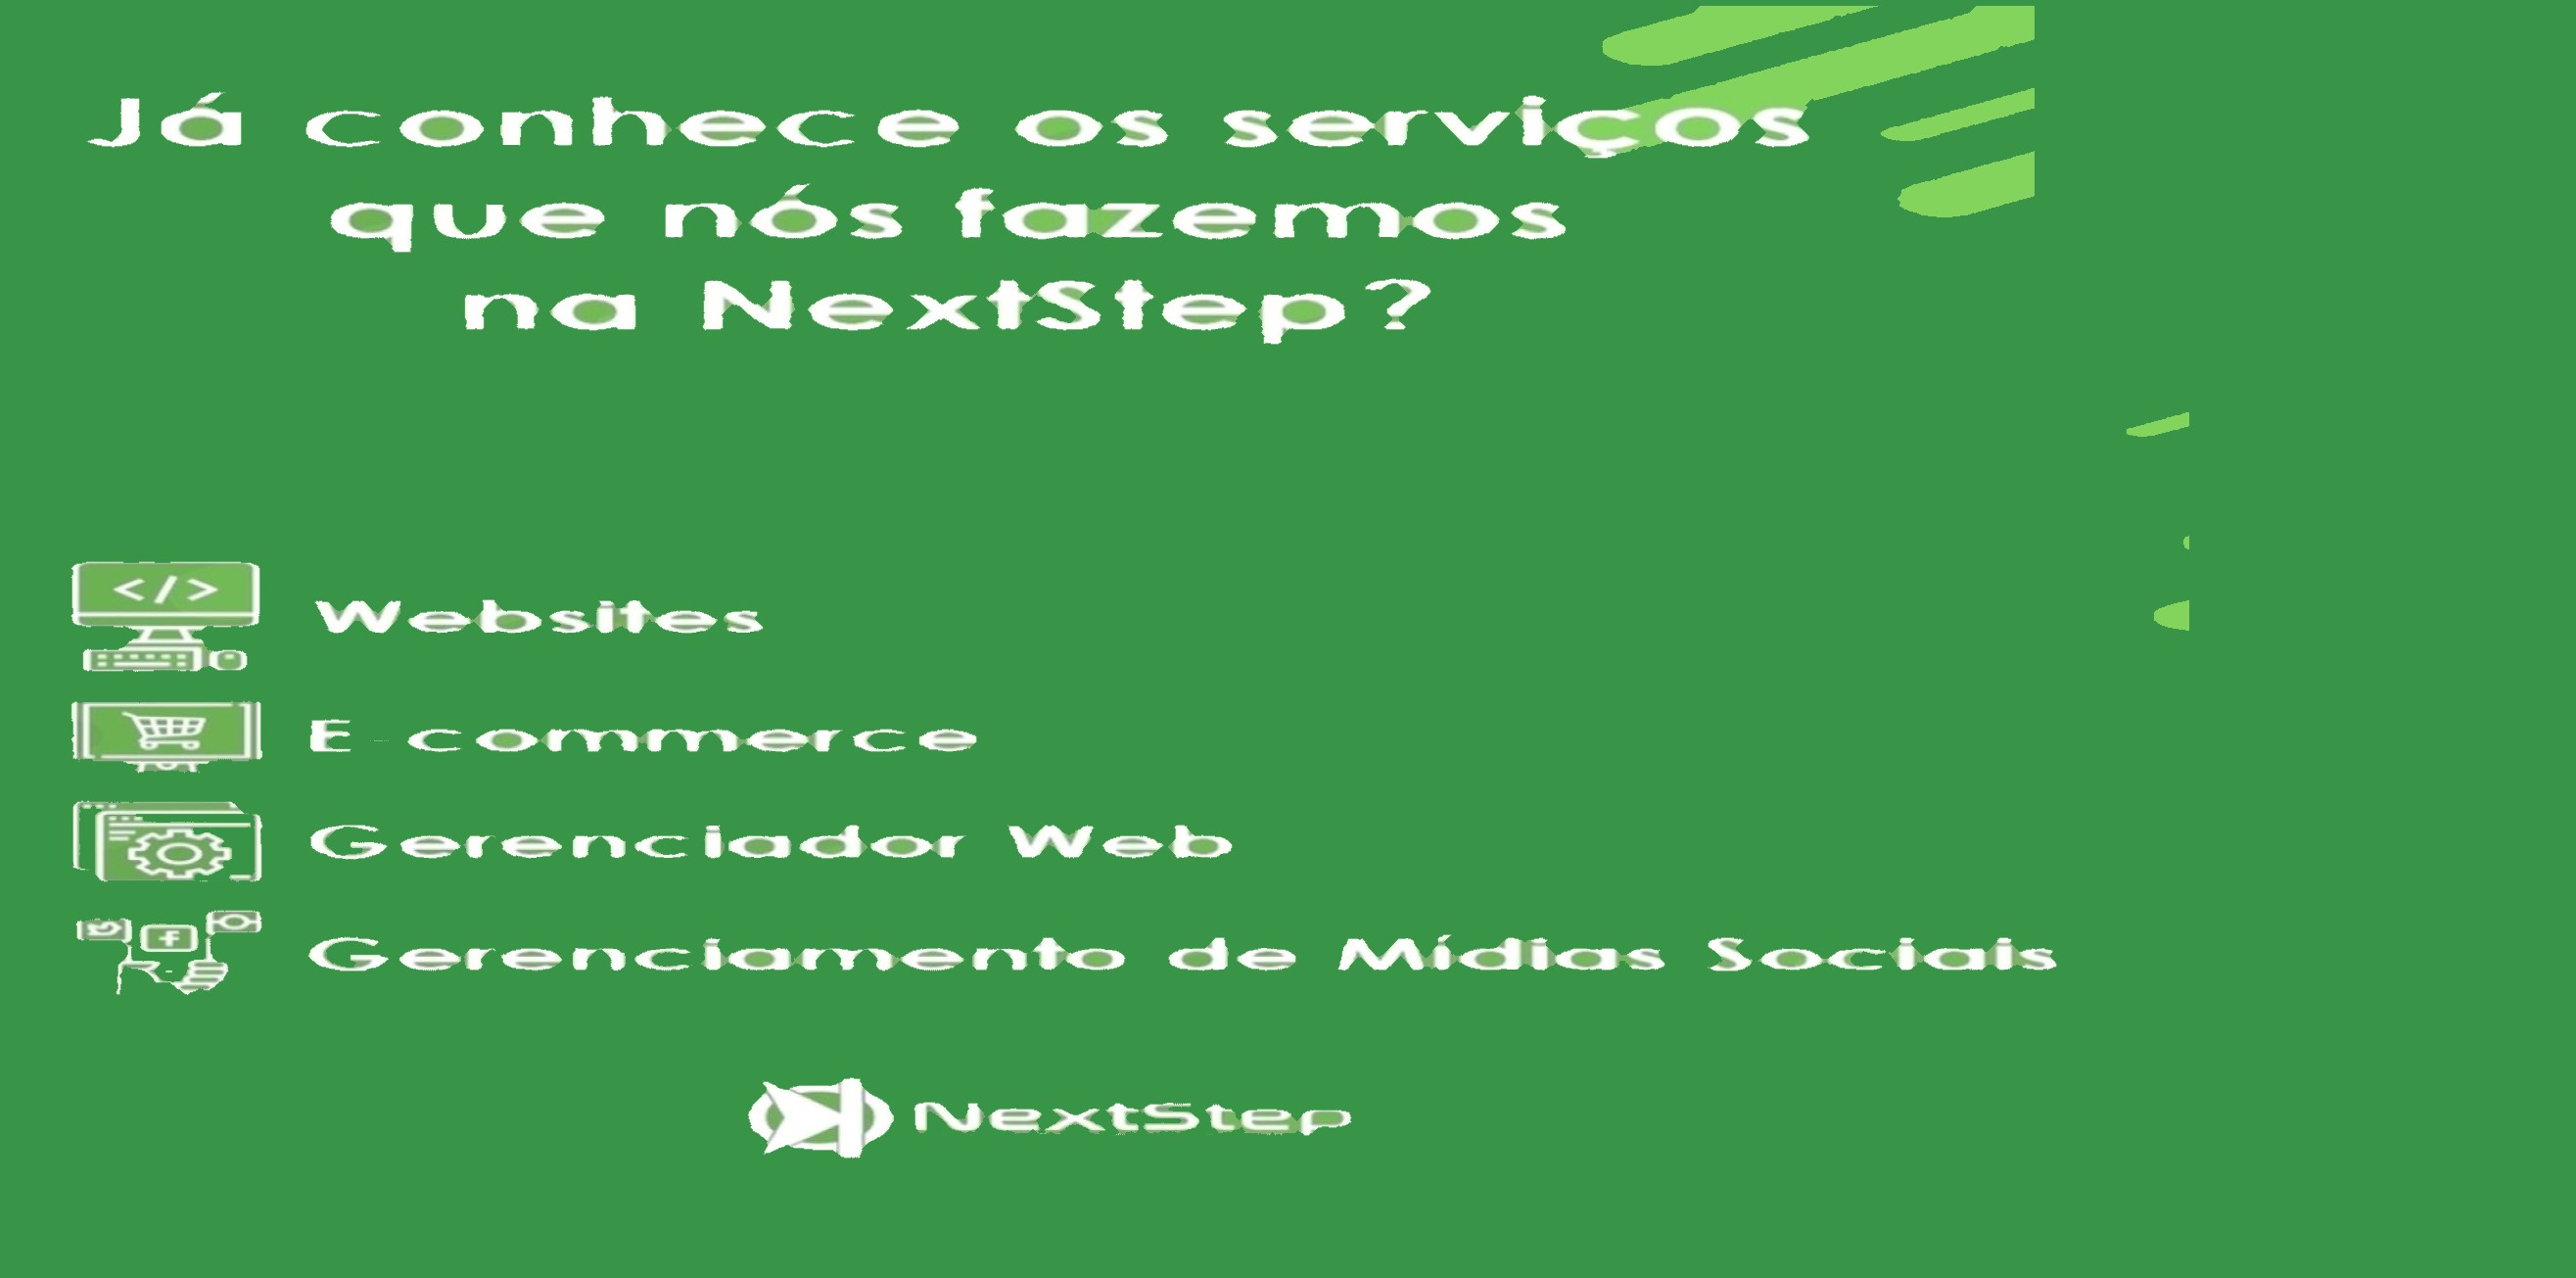 Já conhece os serviços
que nós fazemos
na NextStep?
Websites
E-commerce
Gerenciador Web
Gerenciamento de Mídias Sociais
NextStep